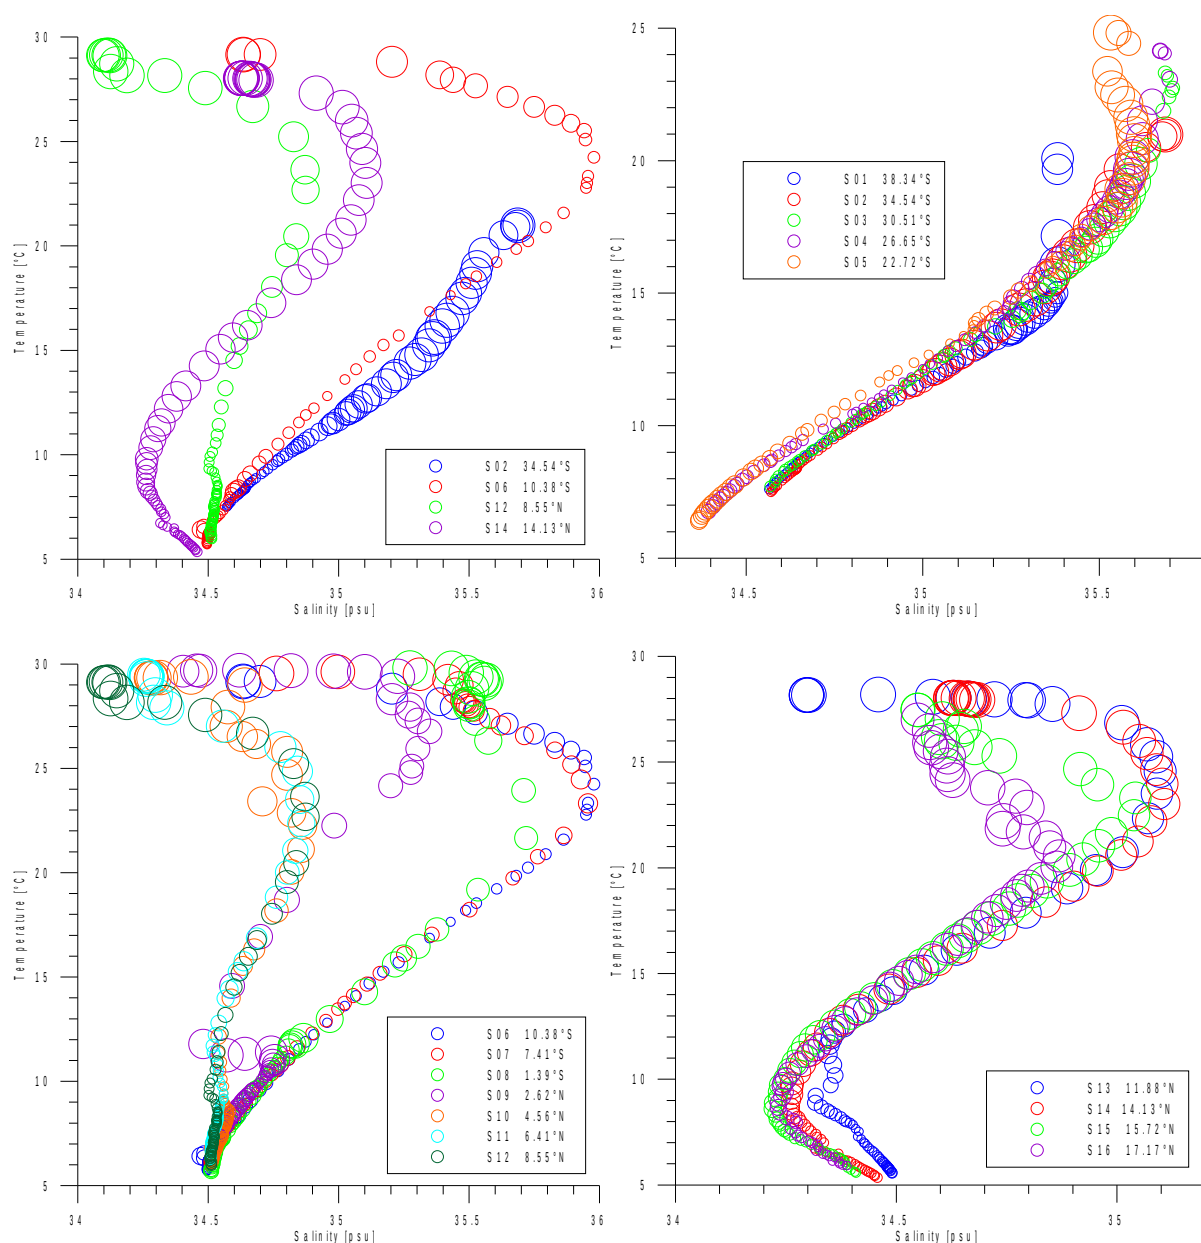 30
25
20
15
10
5
Temperature [°C]
34
34.5
35
35.5
36
Salinity [psu]
S02 34.54°S
S06 10.38°S
S12 8.55°N
S14 14.13°N
25
20
15
10
5
Temperature [°C]
34.5
35
35.5
Salinity [psu]
S01 38.34°S
S02 34.54°S
S03 30.51°S
S04 26.65°S
S05 22.72°S
30
25
20
15
10
5
Temperature [°C]
34
34.5
35
35.5
36
Salinity [psu]
S06 10.38°S
S07 7.41°S
S08 1.39°S
S09 2.62°N
S10 4.56°N
S11 6.41°N
S12 8.55°N
30
25
20
15
10
5
Temperature [°C]
34
34.5
35
Salinity [psu]
S13 11.88°N
S14 14.13°N
S15 15.72°N
S16 17.17°N